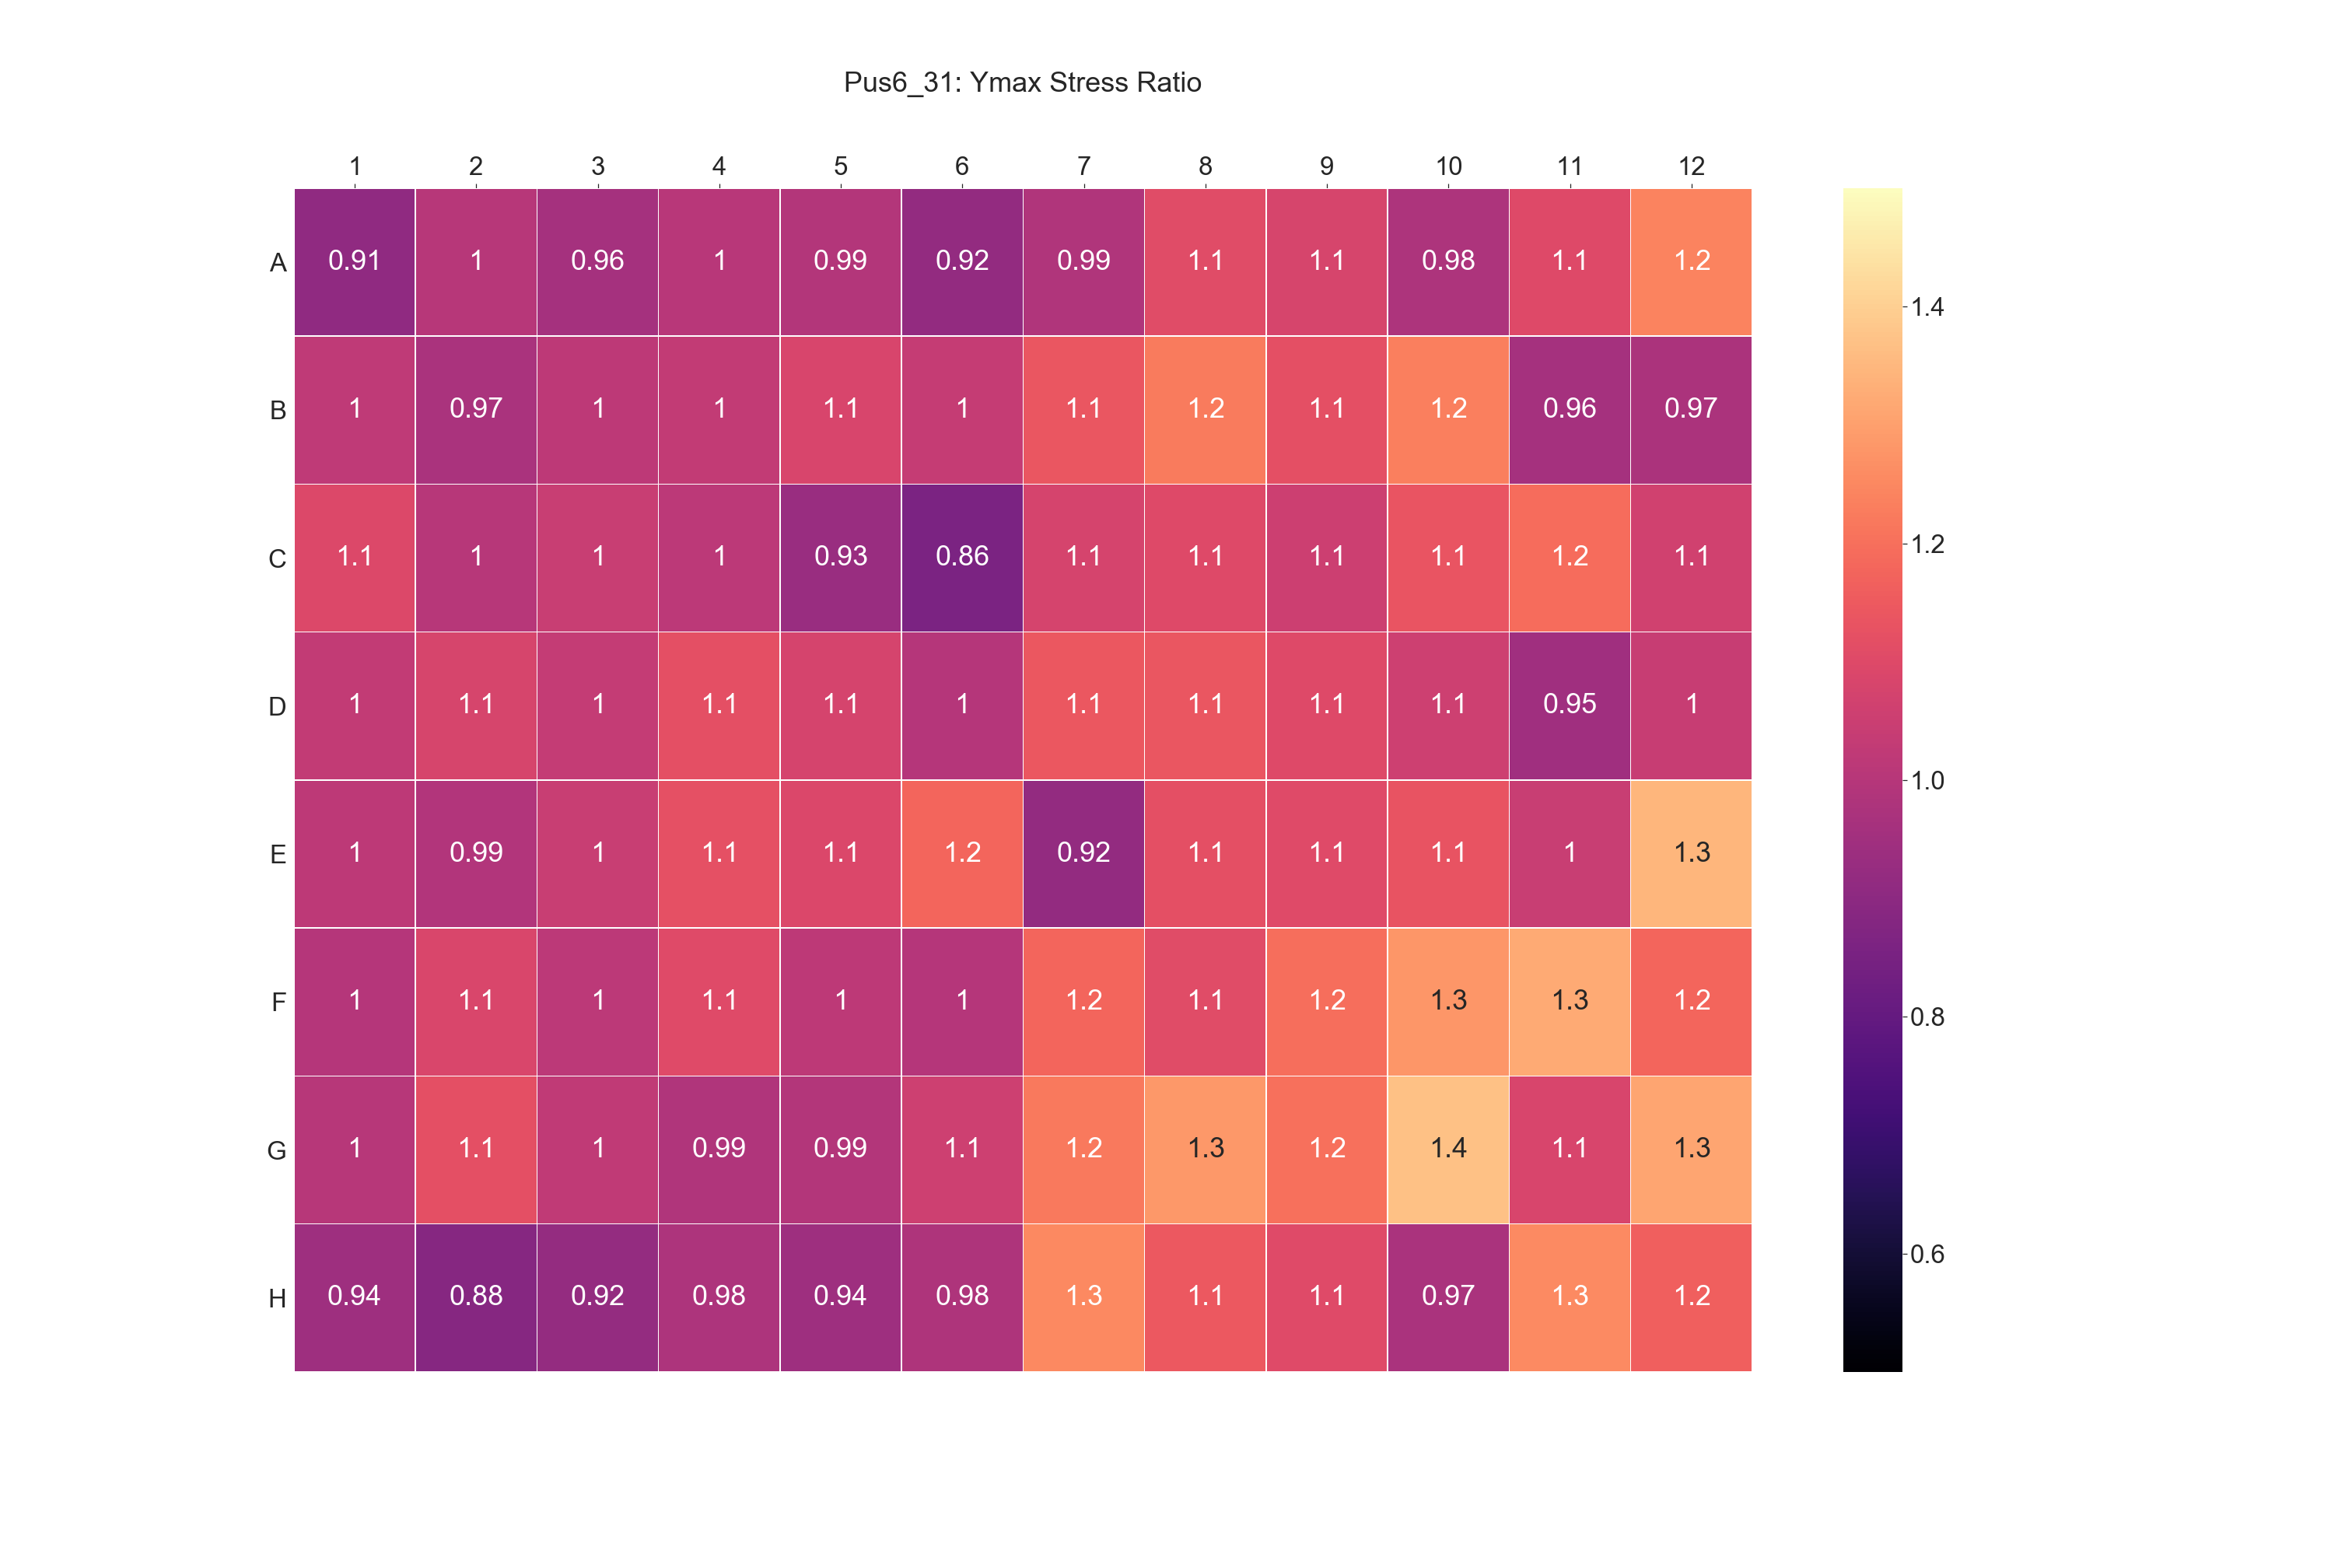 Pus6_31: Ymax Stress Ratio
1 2 3 4 5 6 7 8 9 10 11 12
A 0.91 1 0.96 1 0.99 0.92 0.99 1.1 1.1 0.98 1.1 1.2
1.4
B 1 0.97 1 1 1.1 1 1.1 1.2 1.1 1.2 0.96 0.97
C 1.1 1 1 1 0.93 0.86 1.1 1.1 1.1 1.1 1.2 1.1
1.2
D 1 1.1 1 1.1 1.1 1 1.1 1.1 1.1 1.1 0.95 1
1.0
E 1 0.99 1 1.1 1.1 1.2 0.92 1.1 1.1 1.1 1 1.3
F 1 1.1 1 1.1 1 1 1.2 1.1 1.2 1.3 1.3 1.2
0.8
G 1 1.1 1 0.99 0.99 1.1 1.2 1.3 1.2 1.4 1.1 1.3
0.6
H 0.94 0.88 0.92 0.98 0.94 0.98 1.3 1.1 1.1 0.97 1.3 1.2